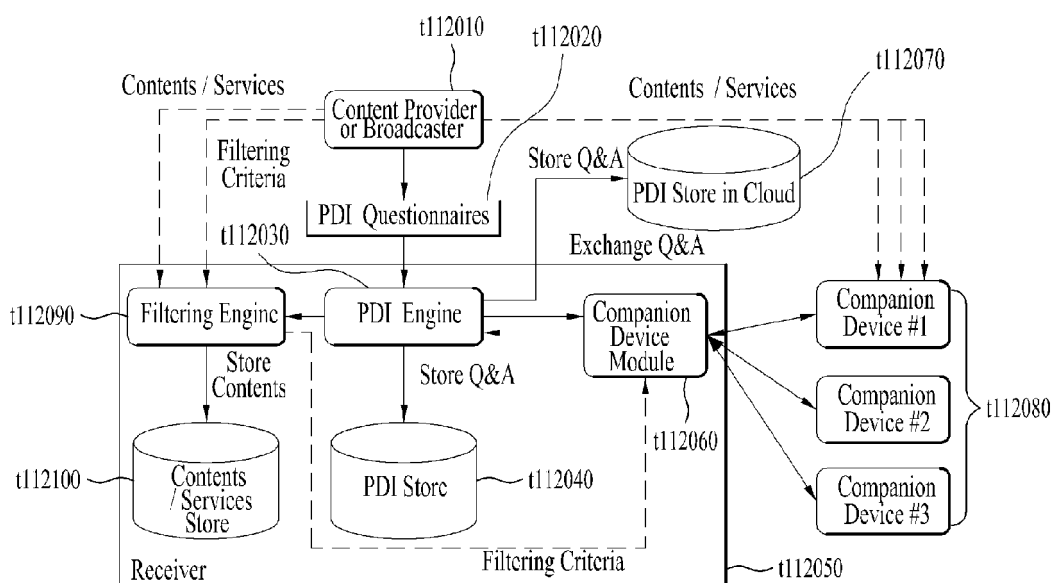 t112010
t112020
t112070
Contents / Services
Contents / Services
Content Provider
or Broadcaster
Filtering
Criteria
Store Q&A
PDI Store in Cloud
PDI Questionnaires
t112030
Exchange Q&A
t112090
Filtering Engine
PDI Engine
Companion
Device
Module
Companion
Device #1
Store
Contents
Store Q&A
Companion
Device #2
t112080
t112060
t112100
Contents
/ Services
Store
PDI Store
t112040
Companion
Device #3
Filtering Criteria
Receiver
t112050